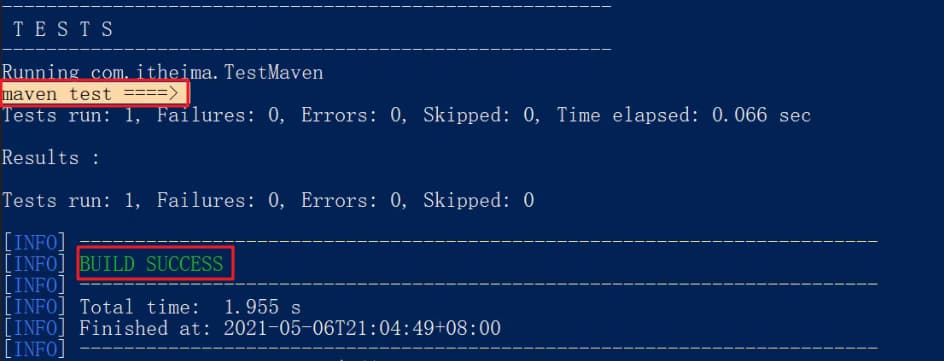 -------------------------------------------------------
T E S T S
-------------------------------------------------------
Running com.itheima.TestMaven
maven test ====>
Tests run: 1, Failures: 0, Errors: 0, Skipped: 0, Time elapsed: 0.066 sec
Results :
Tests run: 1, Failures: 0, Errors: 0, Skipped: 0
[INFO] ------------------------------------------------------------------------
[INFO] BUILD SUCCESS
[INFO] ------------------------------------------------------------------------
[INFO] Total time:  1.955 s
[INFO] Finished at: 2021-05-06T21:04:49+08:00
[INFO] ------------------------------------------------------------------------